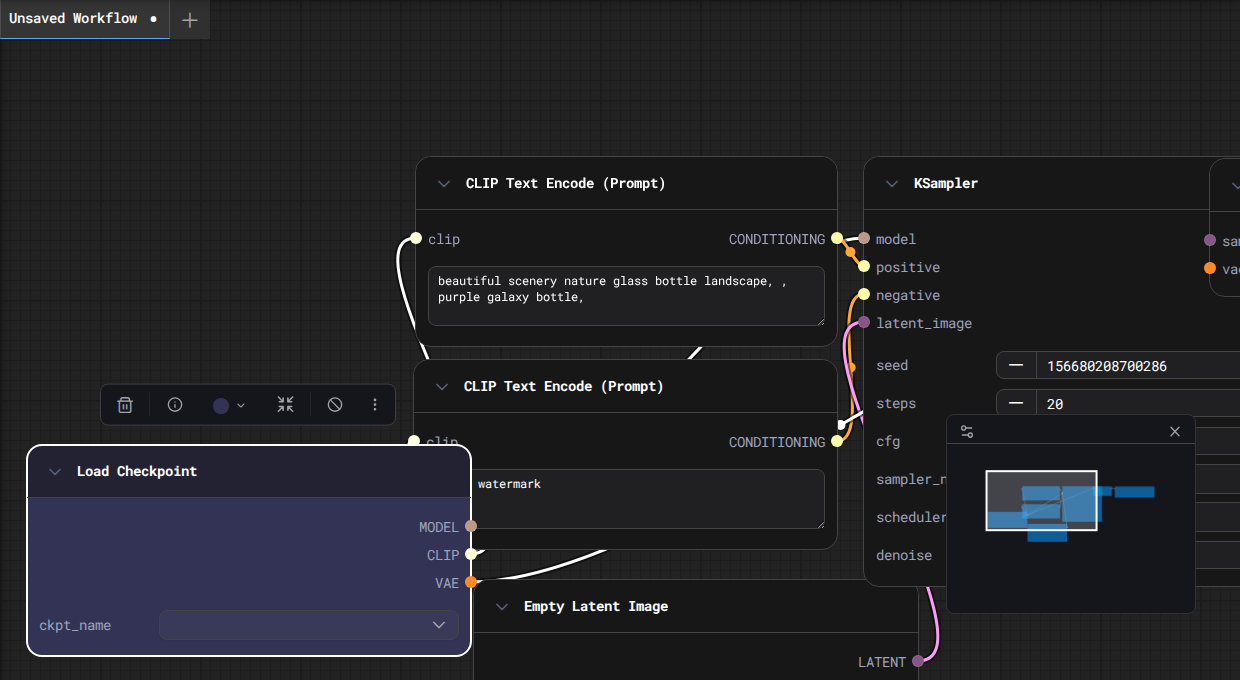 Unsaved Workflow
CLIP Text Encode (Prompt)
clip
CONDITIONING
beautiful scenery nature glass bottle landscape, ,
purple galaxy bottle,
CLIP Text Encode (Prompt)
clip
CONDITIONING
watermark
Load Checkpoint
MODEL
CLIP
VAE
ckpt_name
Empty Latent Image
LATENT
KSampler
model
positive
negative
latent_image
seed
156680208700286
steps
20
cfg
sampler_n
scheduler
denoise